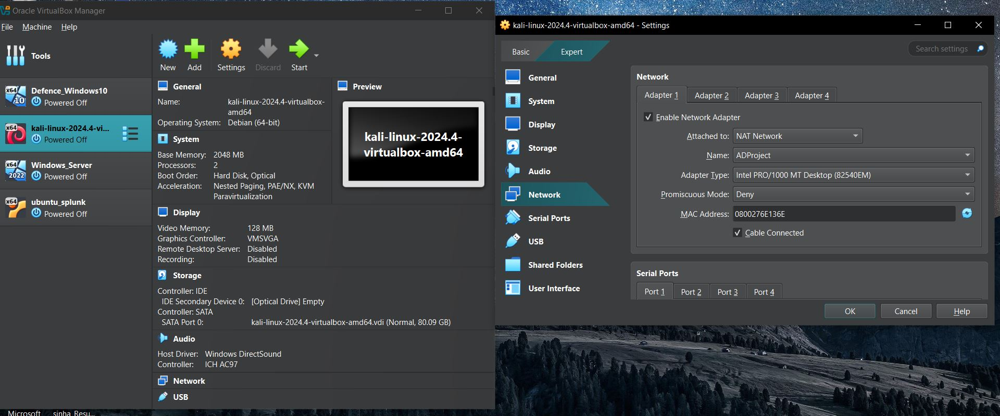 Oracle VirtualBox Manager
File Machine Help
Tools
New Add Settings Discard Start
x64 10 Defence_Windows10
Powered Off
x64 kali-linux-2024.4-vi...
Powered Off
x64 2022 Windows_Server
Powered Off
x64 ubuntu_splunk
Powered Off
General
Name: kali-linux-2024.4-virtualbox-
amd64
Operating System: Debian (64-bit)
System
Base Memory: 2048 MB
Processors: 2
Boot Order: Hard Disk, Optical
Acceleration: Nested Paging, PAE/NX, KVM
Paravirtualization
Preview
kali-linux-2024.4-
virtualbox-amd64
Display
Video Memory: 128 MB
Graphics Controller: VMSVGA
Remote Desktop Server: Disabled
Recording: Disabled
Storage
Controller: IDE
IDE Secondary Device 0: [Optical Drive] Empty
Controller: SATA
SATA Port 0: kali-linux-2024.4-virtualbox-amd64.vdi (Normal, 80.09 GB)
Audio
Host Driver: Windows DirectSound
Controller: ICH AC97
Network
USB
Microsoft sinha_Resu...
kali-linux-2024.4-virtualbox-amd64 - Settings
Basic Expert
Search settings
General
System
Display
Storage
Audio
Network
Serial Ports
USB
Shared Folders
User Interface
Network
Adapter 1 Adapter 2 Adapter 3 Adapter 4
Enable Network Adapter
Attached to: NAT Network
Name: ADProject
Adapter Type: Intel PRO/1000 MT Desktop (82540EM)
Promiscuous Mode: Deny
MAC Address: 0800276E136E
Cable Connected
Serial Ports
Port 1 Port 2 Port 3 Port 4
OK Cancel Help